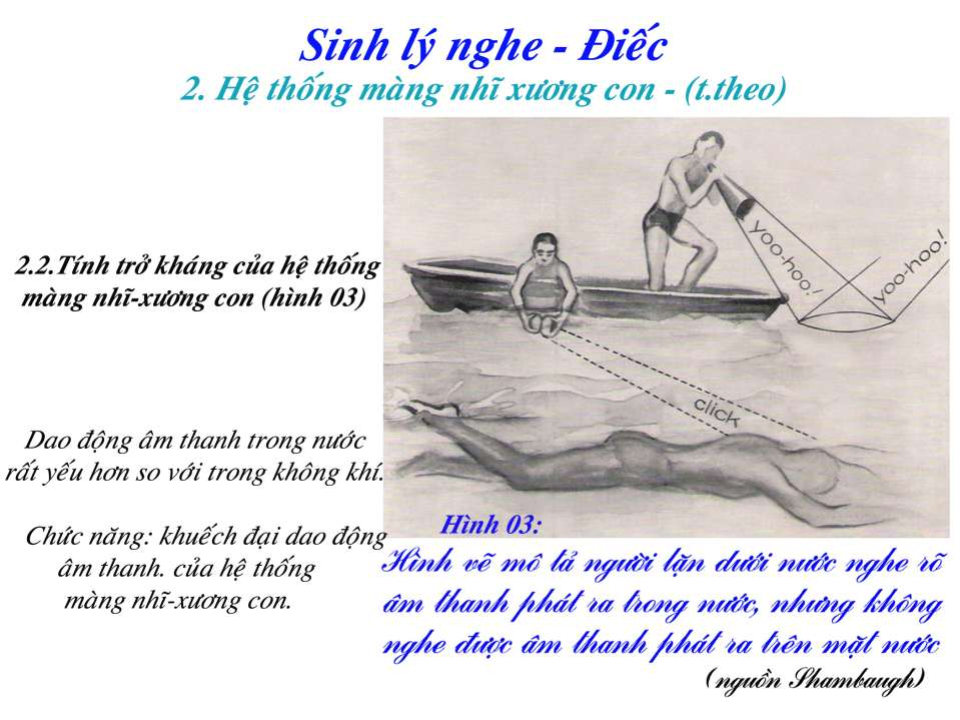 Sinh lý nghe - Điếc
2. Hệ thống màng nhĩ xương con - (t.theo)
2.2.Tính trở kháng của hệ thống
màng nhĩ-xương con (hình 03)
Dao động âm thanh trong nước
rất yếu hơn so với trong không khí.
Chức năng: khuếch đại dao động
âm thanh. của hệ thống
màng nhĩ-xương con.
yoo-hoo!
yoo-hoo!
click
Hình 03:
Hình vẽ mô tả người lặn dưới nước nghe rõ
âm thanh phát ra trong nước, nhưng không
nghe được âm thanh phát ra trên mặt nước
(nguồn Shambaugh)